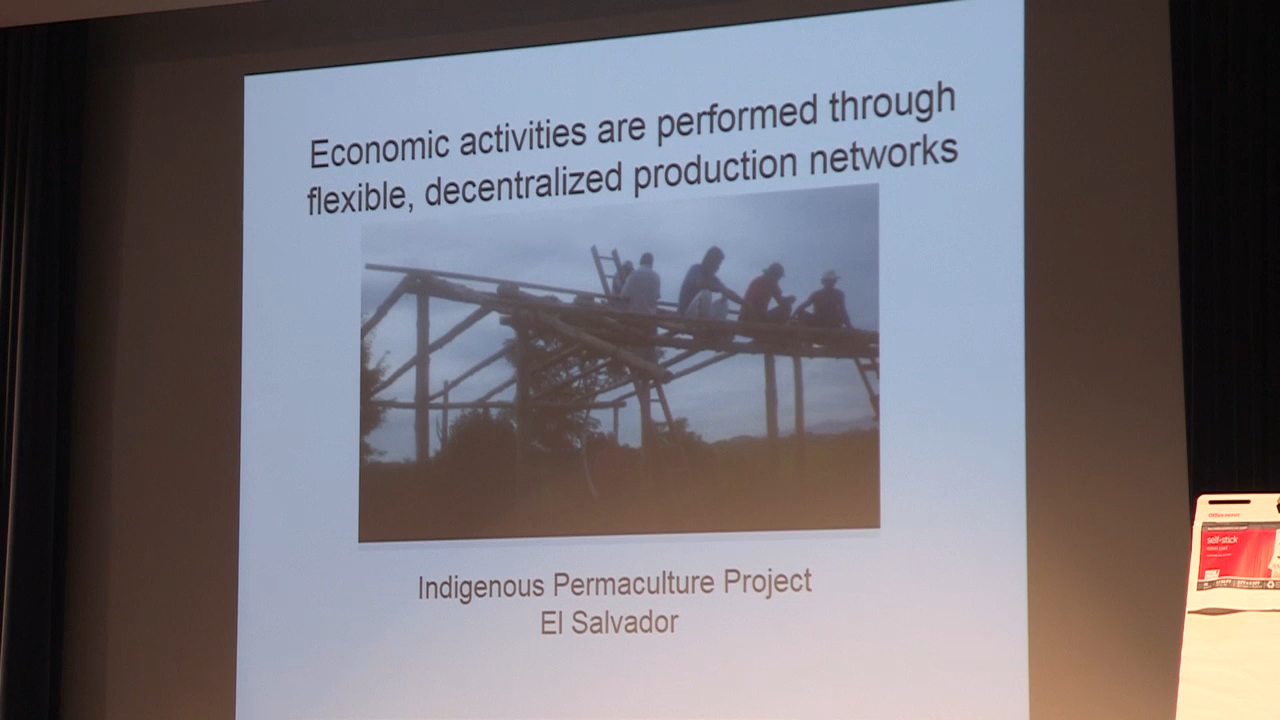 Economic activities are performed through
flexible, decentralized production networks
Indigenous Permaculture Project
El Salvador
self-stick